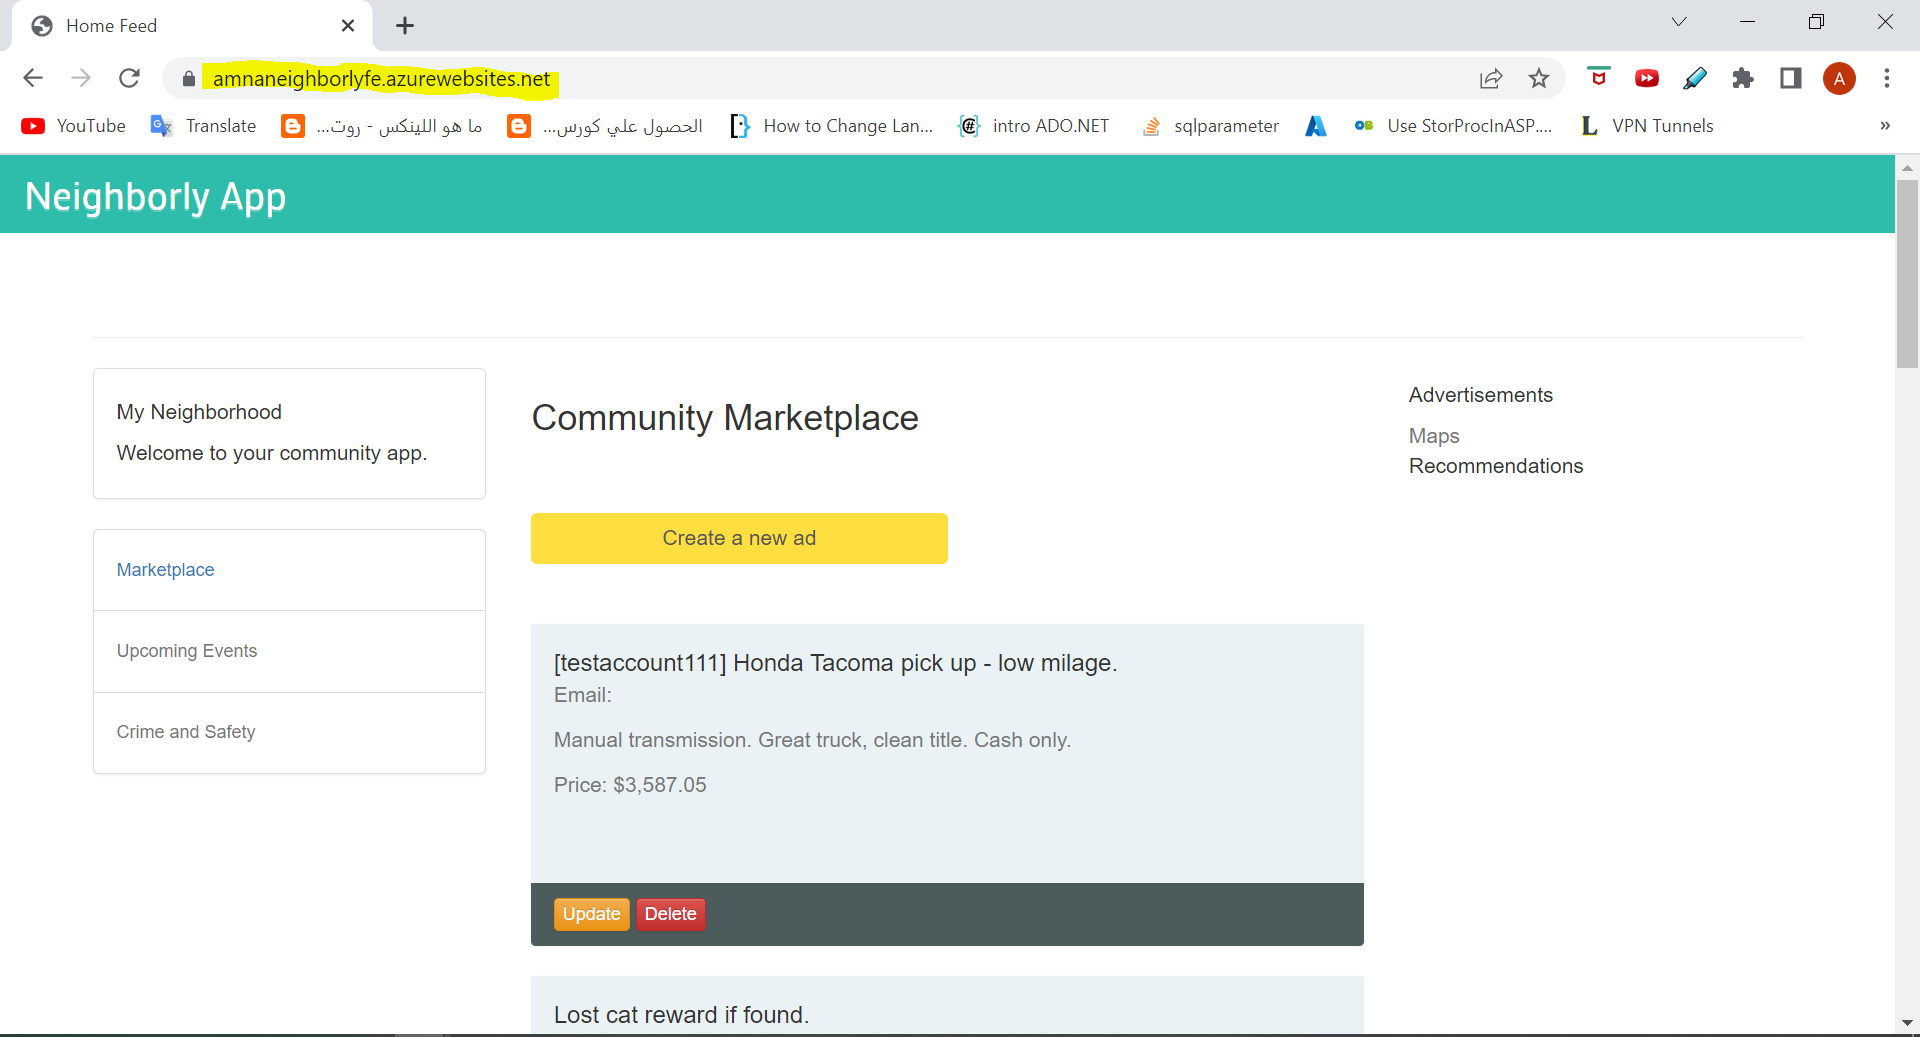 Home Feed
amnaneighborlyfe.azurewebsites.net
A
YouTube
Translate
ما هو اللينكس - روت...
الحصول علي كورس...
How to Change Lan...
intro ADO.NET
sqlparameter
Use StorProcInASP....
VPN Tunnels
»
Neighborly App
My Neighborhood
Welcome to your community app.
Marketplace
Upcoming Events
Crime and Safety
Community Marketplace
Create a new ad
[testaccount111] Honda Tacoma pick up - low milage.
Email:
Manual transmission. Great truck, clean title. Cash only.
Price: $3,587.05
Update Delete
Lost cat reward if found.
Advertisements
Maps
Recommendations